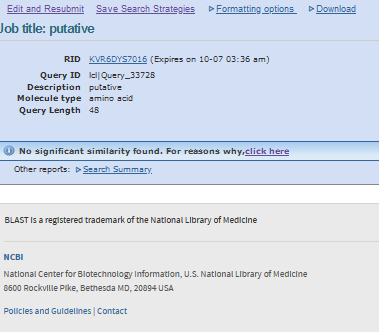 Edit and Resubmit Save Search Strategies Formatting options Download
Job title: putative
RID KVR6DYS7016 (Expires on 10-07 03:36 am)
Query ID lcl|Query_33728
Description putative
Molecule type amino acid
Query Length 48
No significant similarity found. For reasons why,click here
Other reports: Search Summary
BLAST is a registered trademark of the National Library of Medicine
NCBI
National Center for Biotechnology Information, U.S. National Library of Medicine
8600 Rockville Pike, Bethesda MD, 20894 USA
Policies and Guidelines | Contact